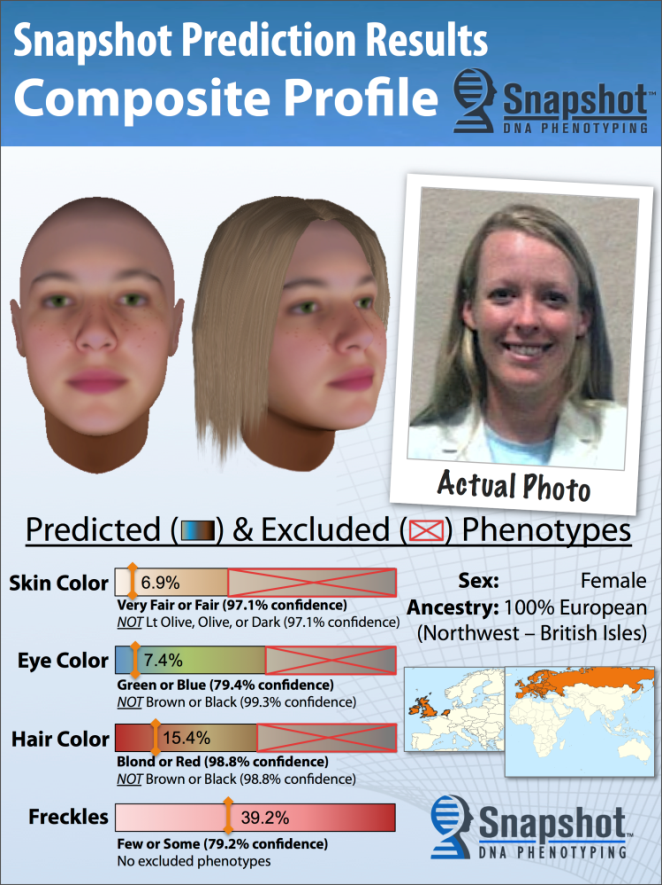 Snapshot Prediction Results
Composite Profile
Snapshot™
DNA PHENOTYPING
Actual Photo
Predicted ( ) & Excluded ( ) Phenotypes
Skin Color
6.9%
Very Fair or Fair (97.1% confidence)
NOT Lt Olive, Olive, or Dark (97.1% confidence)
Eye Color
7.4%
Green or Blue (79.4% confidence)
NOT Brown or Black (99.3% confidence)
Hair Color
15.4%
Blond or Red (98.8% confidence)
NOT Brown or Black (98.8% confidence)
Freckles
39.2%
Few or Some (79.2% confidence)
No excluded phenotypes
Sex: Female
Ancestry: 100% European
(Northwest – British Isles)
Snapshot™
DNA PHENOTYPING